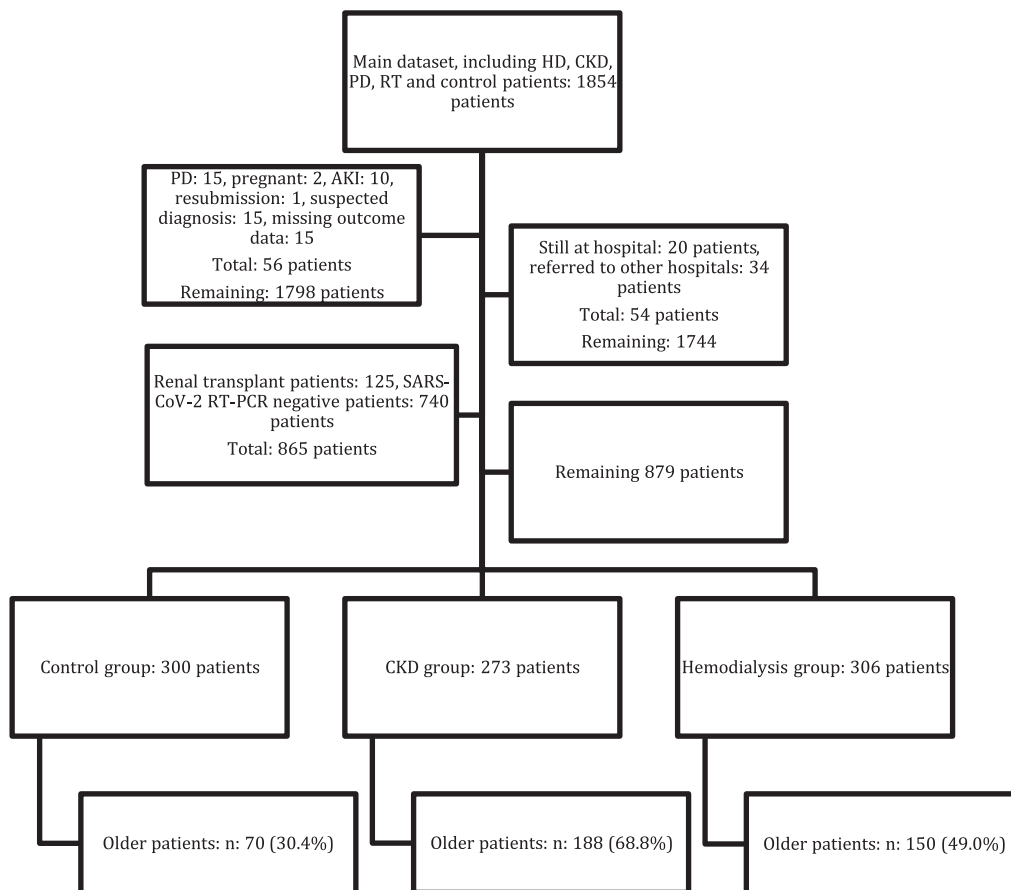 Main dataset, including HD, CKD,
PD, RT and control patients: 1854
patients
PD: 15, pregnant: 2, AKI: 10,
resubmission: 1, suspected
diagnosis: 15, missing outcome
data: 15
Total: 56 patients
Remaining: 1798 patients
Still at hospital: 20 patients,
referred to other hospitals: 34
patients
Total: 54 patients
Remaining: 1744
Renal transplant patients: 125, SARS-
CoV-2 RT-PCR negative patients: 740
patients
Total: 865 patients
Remaining 879 patients
Control group: 300 patients
CKD group: 273 patients
Hemodialysis group: 306 patients
Older patients: n: 70 (30.4%)
Older patients: n: 188 (68.8%)
Older patients: n: 150 (49.0%)